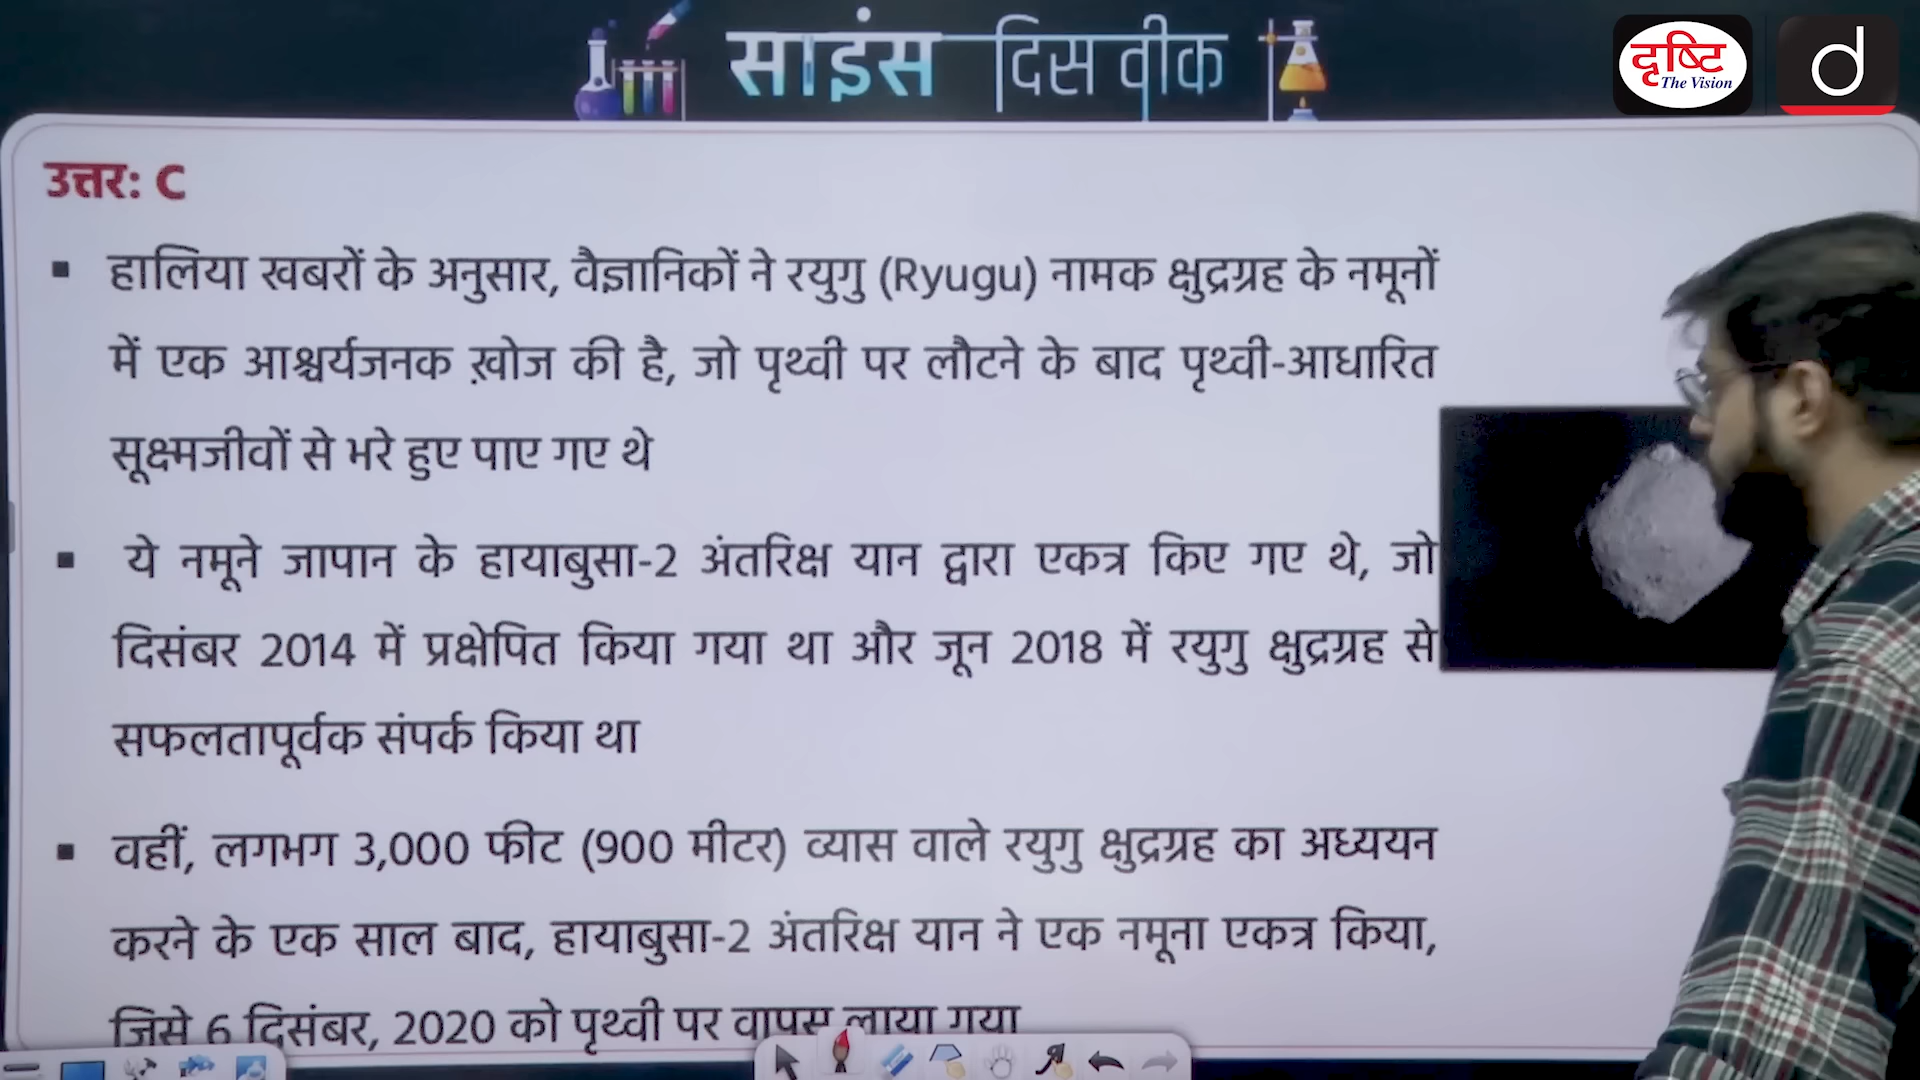 साइंस दिस वीक
दृष्टि
The Vision
d
उत्तर: C
▪ हालिया खबरों के अनुसार, वैज्ञानिकों ने रयुगु (Ryugu) नामक क्षुद्रग्रह के नमूनों
में एक आश्चर्यजनक ख़ोज की है, जो पृथ्वी पर लौटने के बाद पृथ्वी-आधारित
सूक्ष्मजीवों से भरे हुए पाए गए थे
▪ ये नमूने जापान के हायाबुसा-2 अंतरिक्ष यान द्वारा एकत्र किए गए थे, जो
दिसंबर 2014 में प्रक्षेपित किया गया था और जून 2018 में रयुगु क्षुद्रग्रह से
सफलतापूर्वक संपर्क किया था
▪ वहीं, लगभग 3,000 फीट (900 मीटर) व्यास वाले रयुगु क्षुद्रग्रह का अध्ययन
करने के एक साल बाद, हायाबुसा-2 अंतरिक्ष यान ने एक नमूना एकत्र किया,
जिसे 6 दिसंबर, 2020 को पृथ्वी पर वापस लाया गया